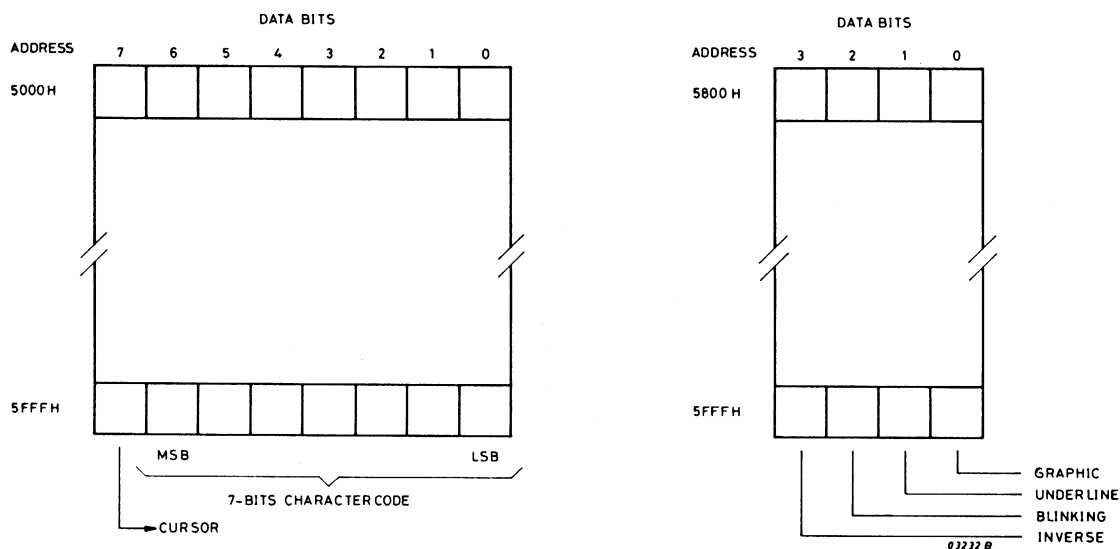 DATA BITS
ADDRESS 7 6 5 4 3 2 1 0
5000H
5FFFH
MSB LSB
7-BITS CHARACTER CODE
CURSOR
DATA BITS
ADDRESS 3 2 1 0
5800H
5FFFH
GRAPHIC
UNDERLINE
BLINKING
INVERSE
03232 B